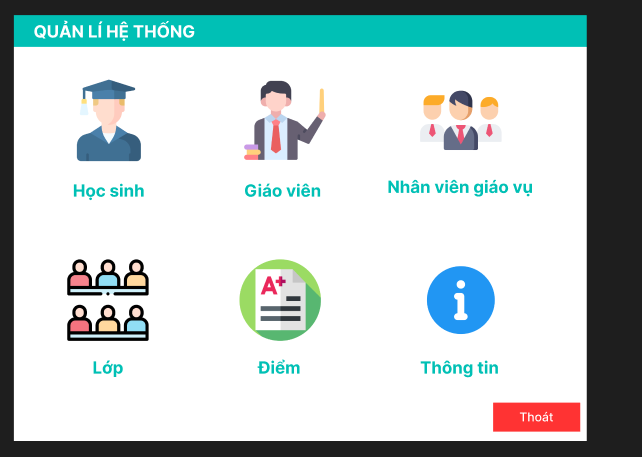 QUẢN LÍ HỆ THỐNG
Học sinh
Giáo viên
Nhân viên giáo vụ
A+
Lớp
Điểm
Thông tin
Thoát